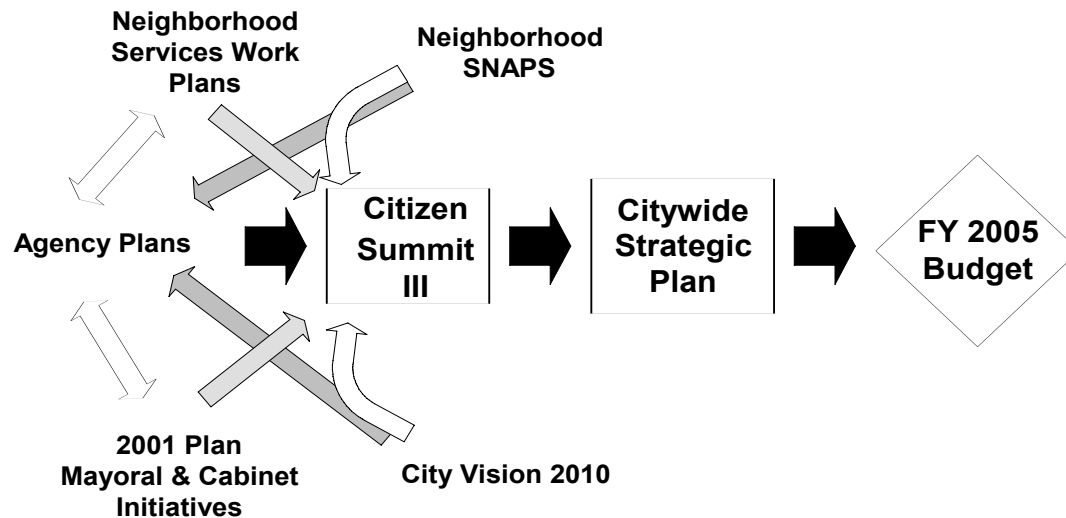 Neighborhood
Services Work
Plans
Neighborhood
SNAPS
Agency Plans
Citizen
Summit
III
Citywide
Strategic
Plan
FY 2005
Budget
2001 Plan
Mayoral & Cabinet
Initiatives
City Vision 2010